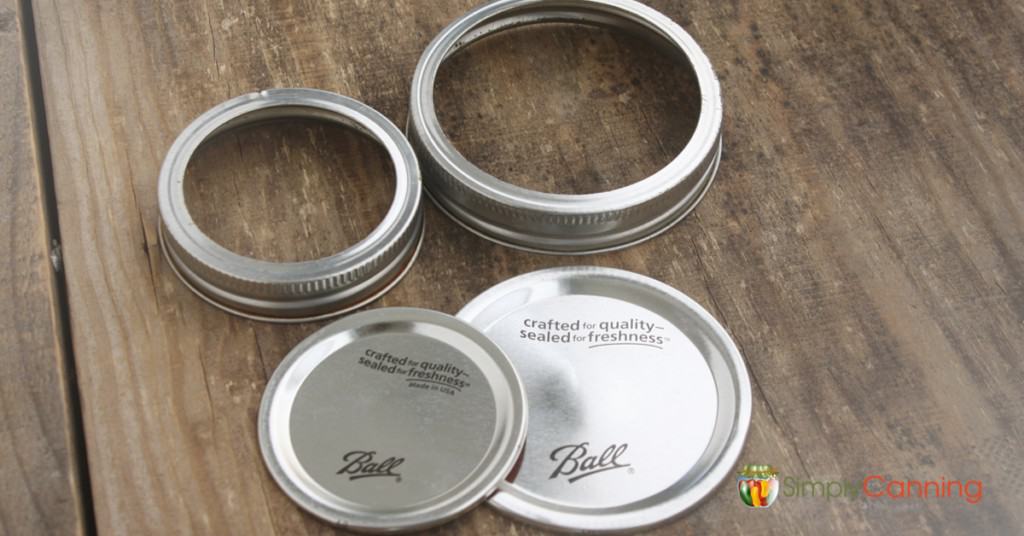 crafted for quality–
sealed for freshness™
crafted for quality–
sealed for freshness™
made in USA
Ball®
Ball®
SimplyCanning